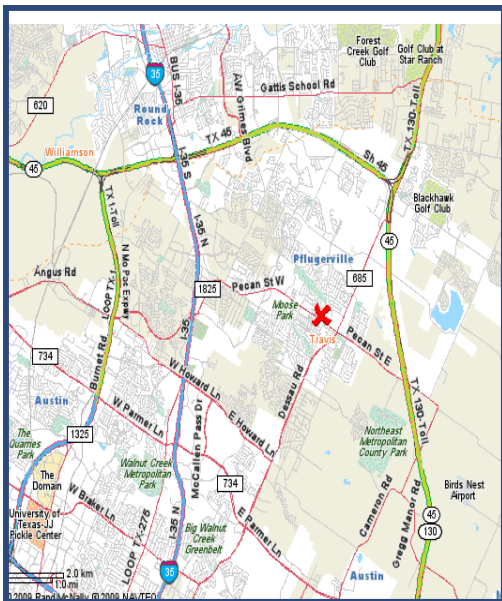 Forest
Creek Golf
Club
Golf Club at
Star Ranch
35
BUS I-35
AW Grimes Blvd
Gattis School Rd
620
Round
Rock
TX 45
TX 130-Toll
Williamson
45
I-35 S
Sh 45
TX 1-Toll
Blackhawk
Golf Club
I-35 N
N Mo Pac Expwy
45
Pflugerville
Angus Rd
LOOP TX-1
1825
Pecan St W
685
I-35
Moose
Park
Travis
Pecan St E
734
Burnet Rd
W Howard Ln
Dessau Rd
TX 130-Toll
Austin
W Parmer Ln
E Howard Ln
The
Quarries
Park
1325
McCallen Pass Dr
Northeast
Metropolitan
County Park
The
Domain
Walnut Creek
Metropolitan
Park
734
Cameron Rd
Gregg Manor Rd
Birds Nest
Airport
University of
Texas-JJ
Pickle Center
W Braker Ln
LOOP TX-275
I-35 N
Big Walnut
Creek
Greenbelt
E Parmer Ln
45
130
35
Austin
2.0 km
1.0 mi
©2009 Rand McNally ©2009 NAVTEQ